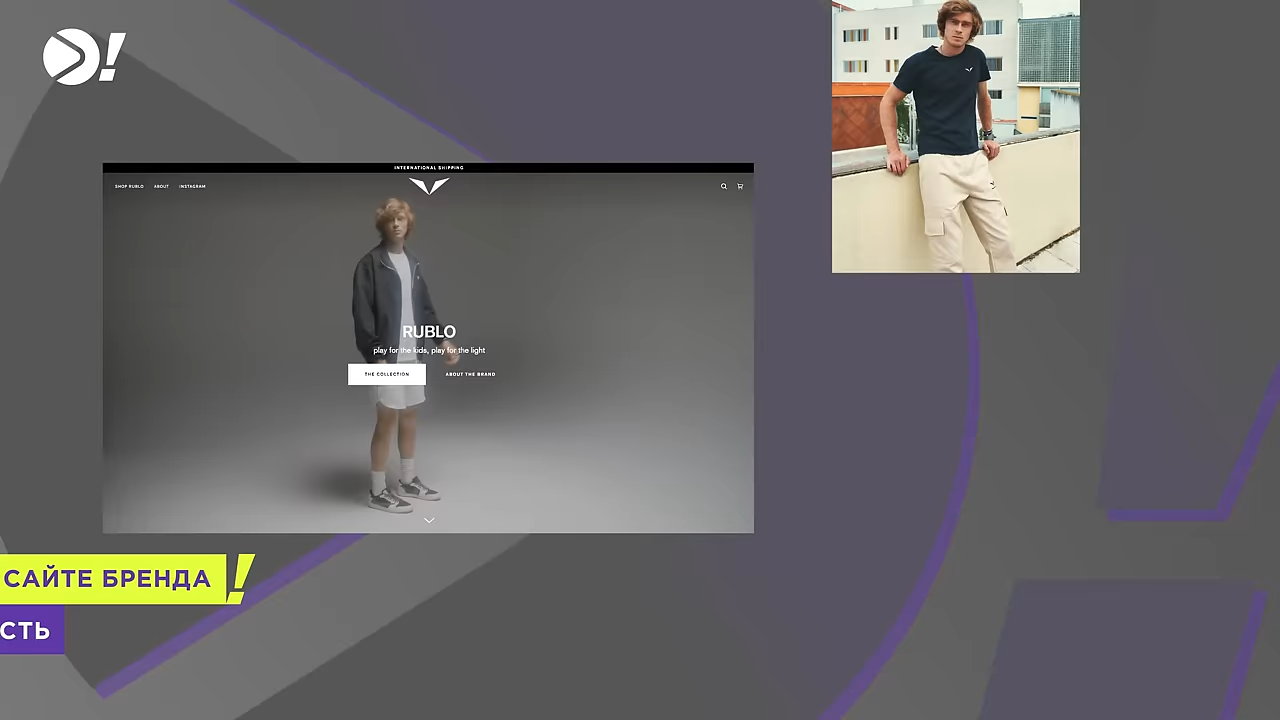 INTERNATIONAL SHIPPING
SHOP RUBLO ABOUT INSTAGRAM
RUBLO
play for the kids, play for the light
THE COLLECTION ABOUT THE BRAND
САЙТЕ БРЕНДА!
СТЬ